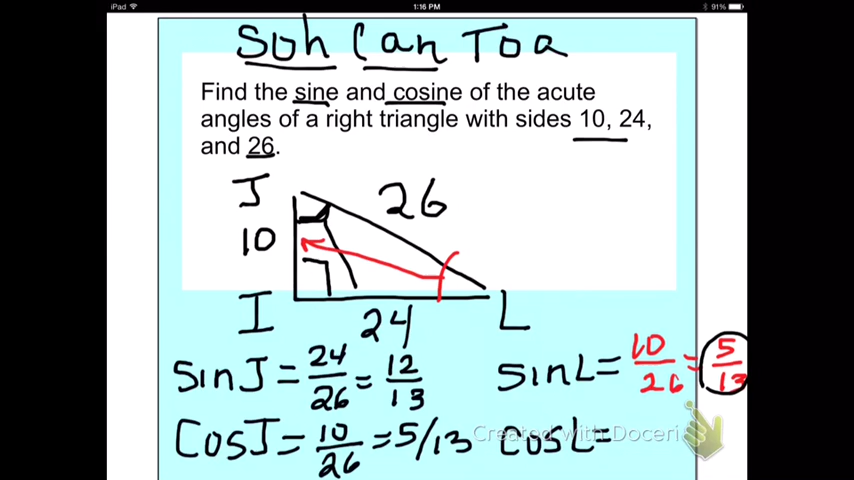 iPad 1:16 PM 91%
Soh Cah Toa
Find the sine and cosine of the acute
angles of a right triangle with sides 10, 24,
and 26.
J
26
10
I
24
L
sinJ = 24/26 = 12/13
sinL = 10/26 = 5/13
CosJ = 10/26 = 5/13
CosL =
Created with Doceri